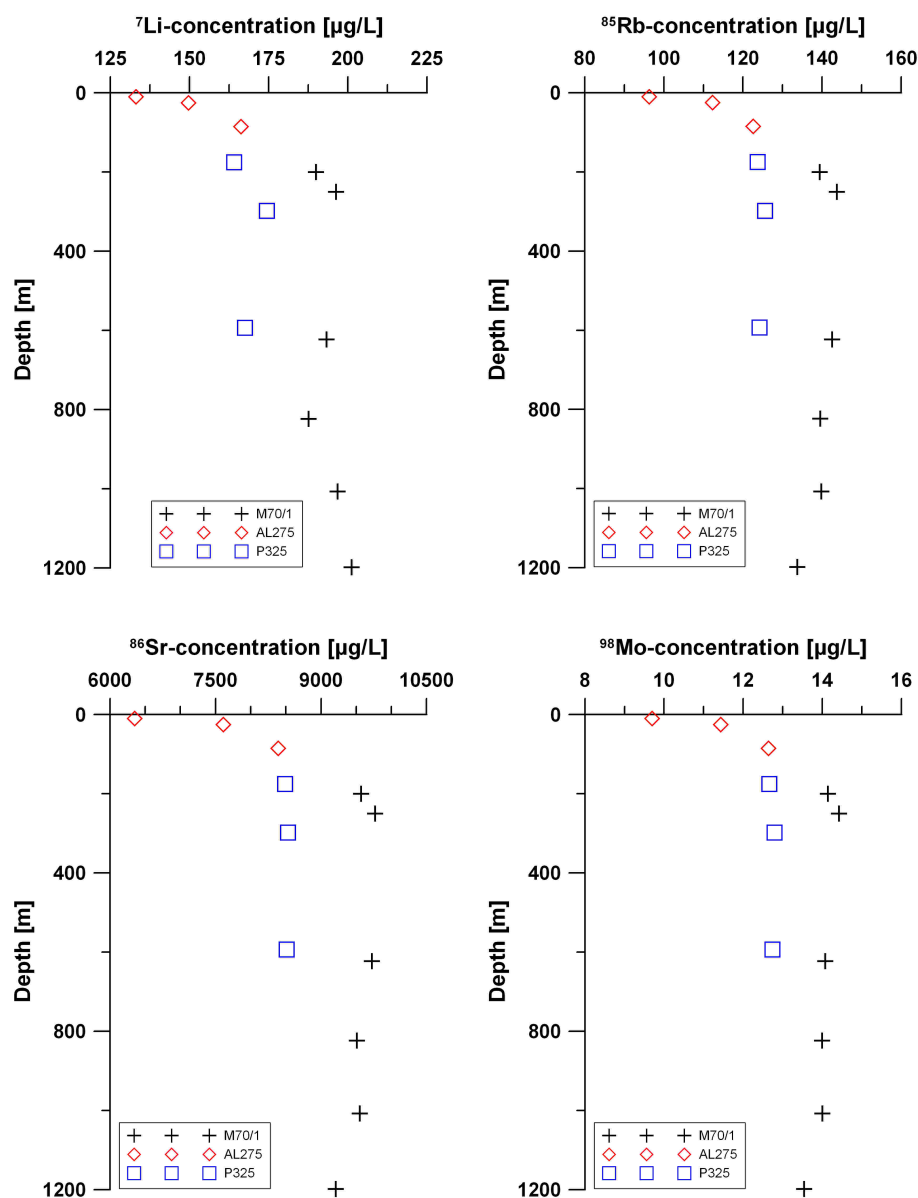 ⁷Li-concentration [µg/L]
125 150 175 200 225
0
400
800
1200
Depth [m]
M70/1
AL275
P325
⁸⁵Rb-concentration [µg/L]
80 100 120 140 160
0
400
800
1200
Depth [m]
M70/1
AL275
P325
⁸⁶Sr-concentration [µg/L]
6000 7500 9000 10500
0
400
800
1200
Depth [m]
M70/1
AL275
P325
⁹⁸Mo-concentration [µg/L]
8 10 12 14 16
0
400
800
1200
Depth [m]
M70/1
AL275
P325